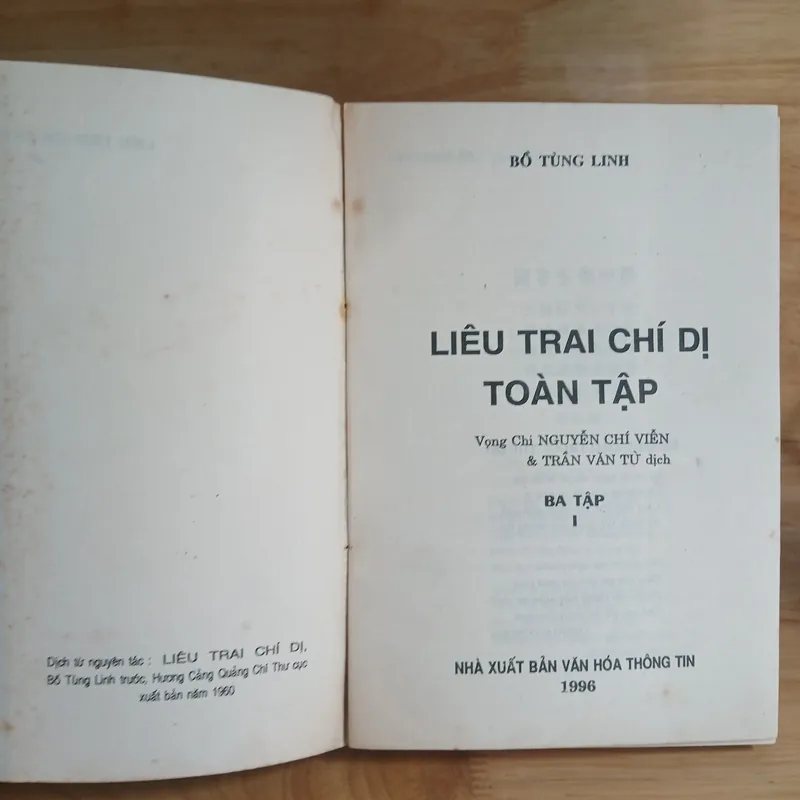 Dịch từ nguyên tác : LIÊU TRAI CHÍ DỊ,
Bồ Tùng Linh trước, Hương Cảng Quảng Chí Thư cục
xuất bản năm 1960
BỒ TÙNG LINH
LIÊU TRAI CHÍ DỊ
TOÀN TẬP
Vọng Chi NGUYỄN CHÍ VIỄN
& TRẦN VĂN TỪ dịch
BA TẬP
I
NHÀ XUẤT BẢN VĂN HÓA THÔNG TIN
1996